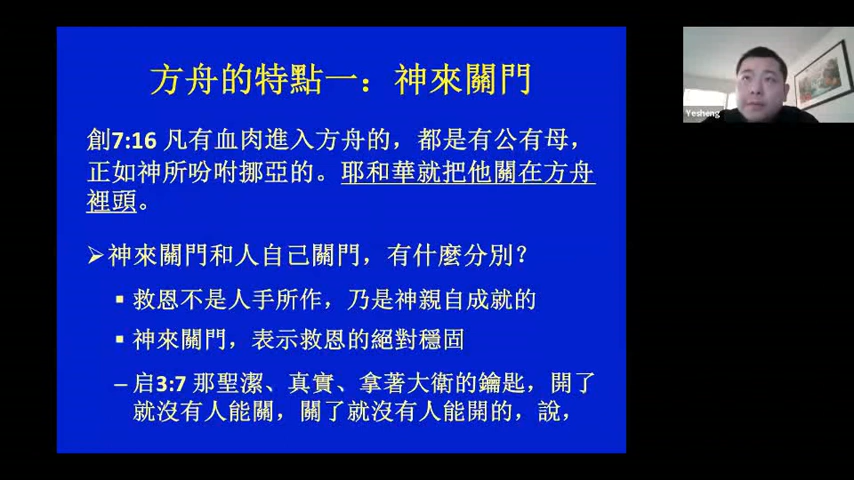 方舟的特點一：神來關門
創7:16 凡有血肉進入方舟的，都是有公有母，
正如神所吩咐挪亞的。耶和華就把他關在方舟
裡頭。
➢神來關門和人自己關門，有什麼分別？
▪ 救恩不是人手所作，乃是神親自成就的
▪ 神來關門，表示救恩的絕對穩固
– 启3:7 那聖潔、真實、拿著大衛的鑰匙，開了
就沒有人能關，關了就沒有人能開的，說，
Yesheng